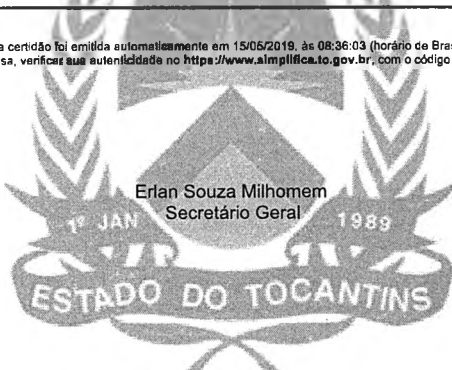 a certidão foi emitida automaticamente em 15/05/2019, às 08:36:03 (horário de Bras
sa, verificar sua autenticidade no https://www.simplifica.to.gov.br, com o código
Erlan Souza Milhomem
Secretário Geral
1º JAN 1989
ESTADO DO TOCANTINS